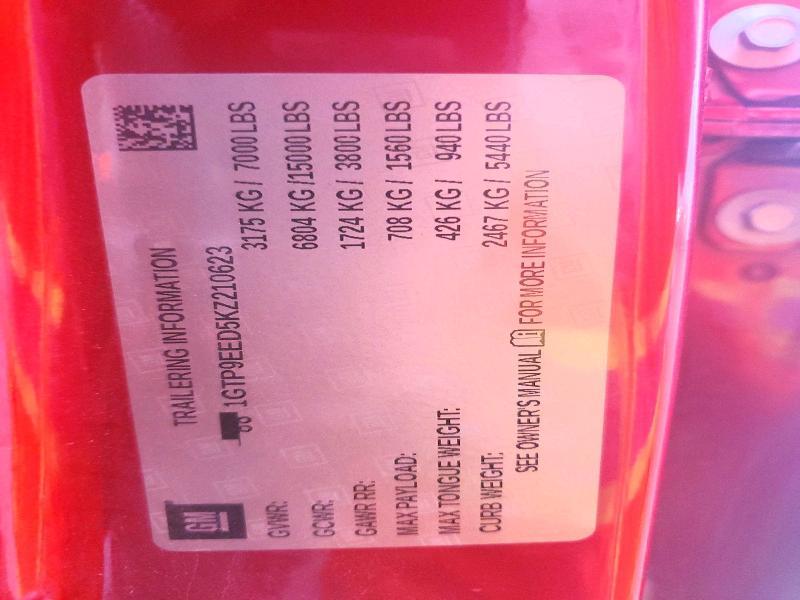 GM
TRAILERING INFORMATION
1GTP9EED5KZ210623
GVWR: 3175 KG / 7000 LBS
GCWR: 6804 KG /15000 LBS
GAWR RR: 1724 KG / 3800 LBS
MAX PAYLOAD: 708 KG / 1560 LBS
MAX TONGUE WEIGHT: 426 KG / 940 LBS
CURB WEIGHT: 2467 KG / 5440 LBS
SEE OWNER'S MANUAL FOR MORE INFORMATION